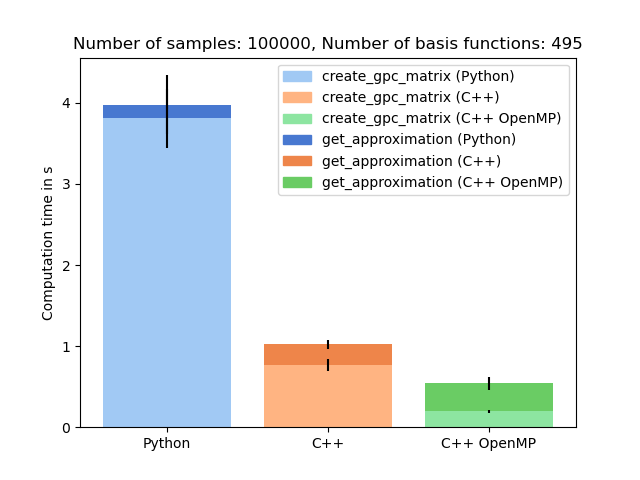 Number of samples: 100000, Number of basis functions: 495
create_gpc_matrix (Python)
create_gpc_matrix (C++)
create_gpc_matrix (C++ OpenMP)
get_approximation (Python)
get_approximation (C++)
get_approximation (C++ OpenMP)
Computation time in s
4
3
2
1
0
Python
C++
C++ OpenMP